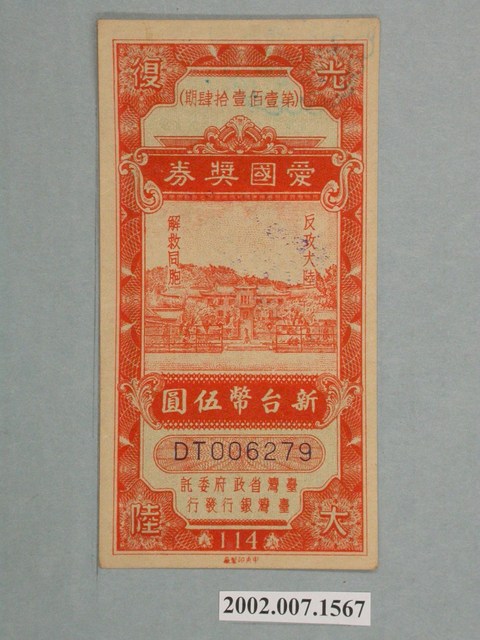 光復
大陸
(第壹佰壹拾肆期)
愛國獎券
反攻大陸
解救同胞
新台幣伍圓
DT006279
臺灣省政府委託
臺灣銀行發行
114
2002.007.1567